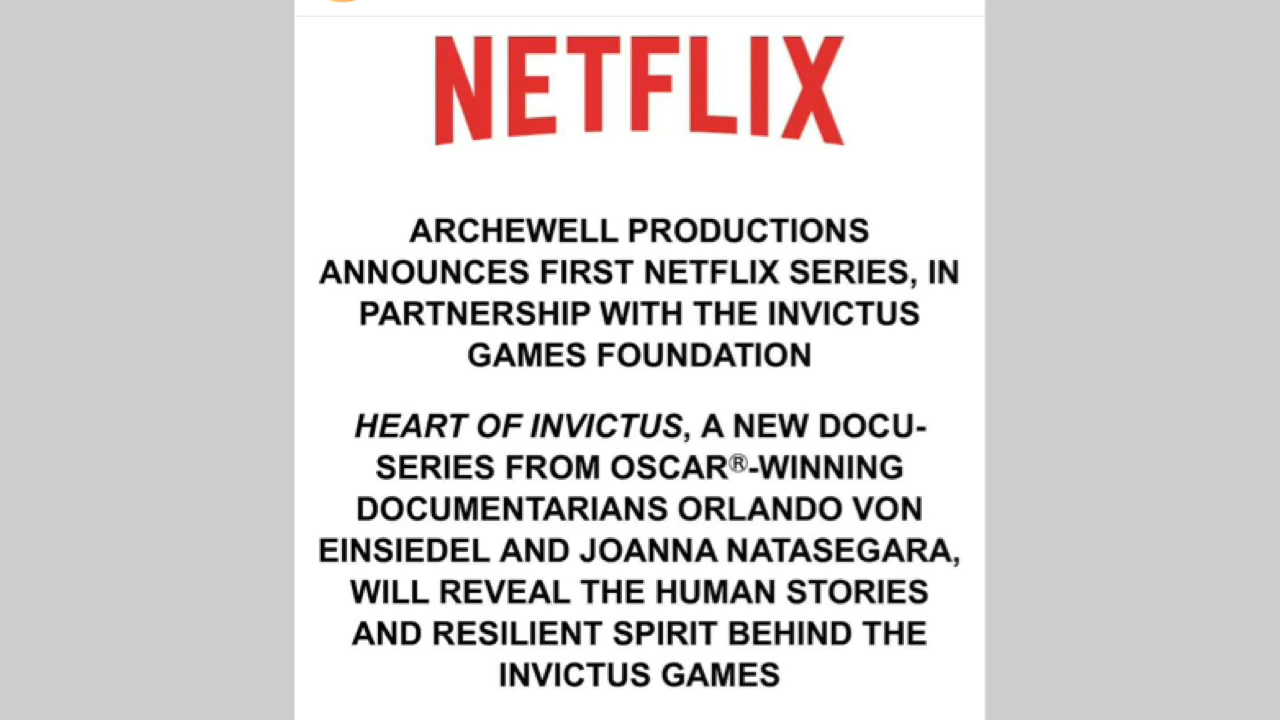 NETFLIX
ARCHEWELL PRODUCTIONS
ANNOUNCES FIRST NETFLIX SERIES, IN
PARTNERSHIP WITH THE INVICTUS
GAMES FOUNDATION
HEART OF INVICTUS, A NEW DOCU-
SERIES FROM OSCAR®-WINNING
DOCUMENTARIANS ORLANDO VON
EINSIEDEL AND JOANNA NATASEGARA,
WILL REVEAL THE HUMAN STORIES
AND RESILIENT SPIRIT BEHIND THE
INVICTUS GAMES